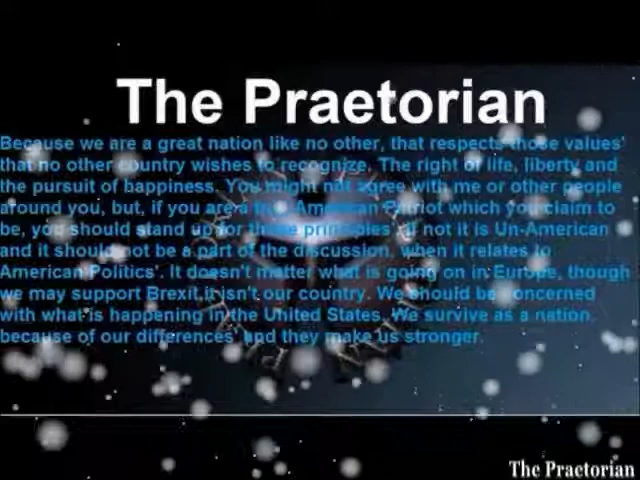 The Praetorian
Because we are a great nation like no other, that respects those values'
that no other country wishes to recognize. The right of life, liberty and
the pursuit of happiness. You might not agree with me or other people
around you, but, if you are a true American Patriot which you claim to
be, you should stand up for those principles'. If not it is Un-American
and it should not be a part of the discussion, when it relates to
American Politics'. It doesn't matter what is going on in Europe, though
we may support Brexit,it isn't our country. We should be concerned
with what is happening in the United States. We survive as a nation,
because of our differences' and they make us stronger.
The Praetorian